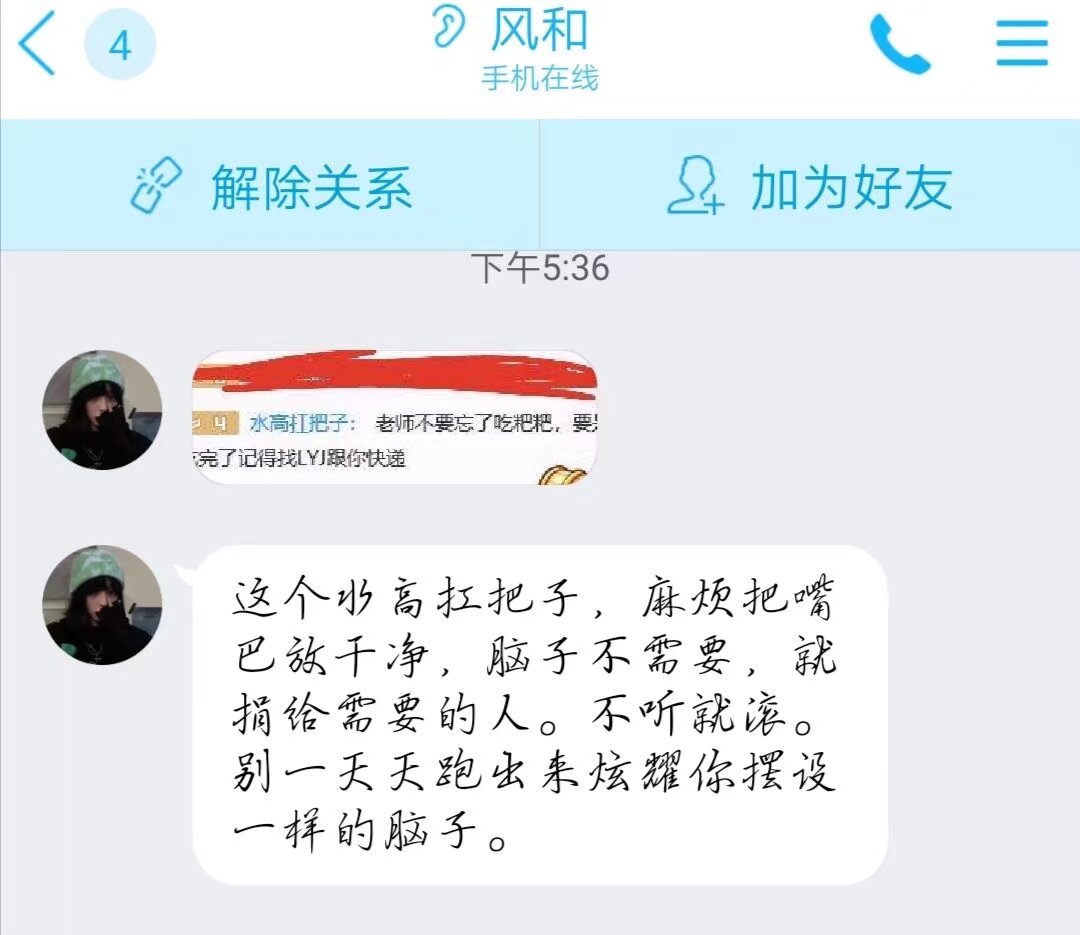 4
风和
手机在线
解除关系
加为好友
下午5:36
4 水高扛把子: 老师不要忘了吃粑粑，要是
完了记得找LYJ跟你快递
这个水高扛把子，麻烦把嘴
巴放干净，脑子不需要，就
捐给需要的人。不听就滚。
别一天天跑出来炫耀你摆设
一样的脑子。